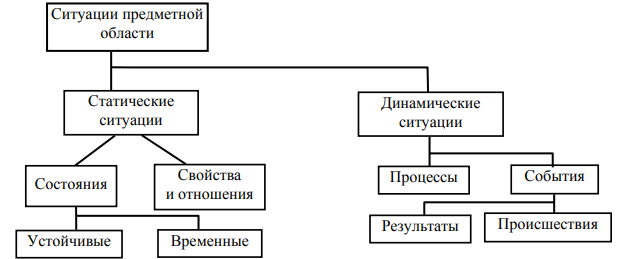 Ситуации предметной
области
Статические
ситуации
Динамические
ситуации
Состояния
Свойства
и отношения
Процессы
События
Устойчивые
Временные
Результаты
Происшествия